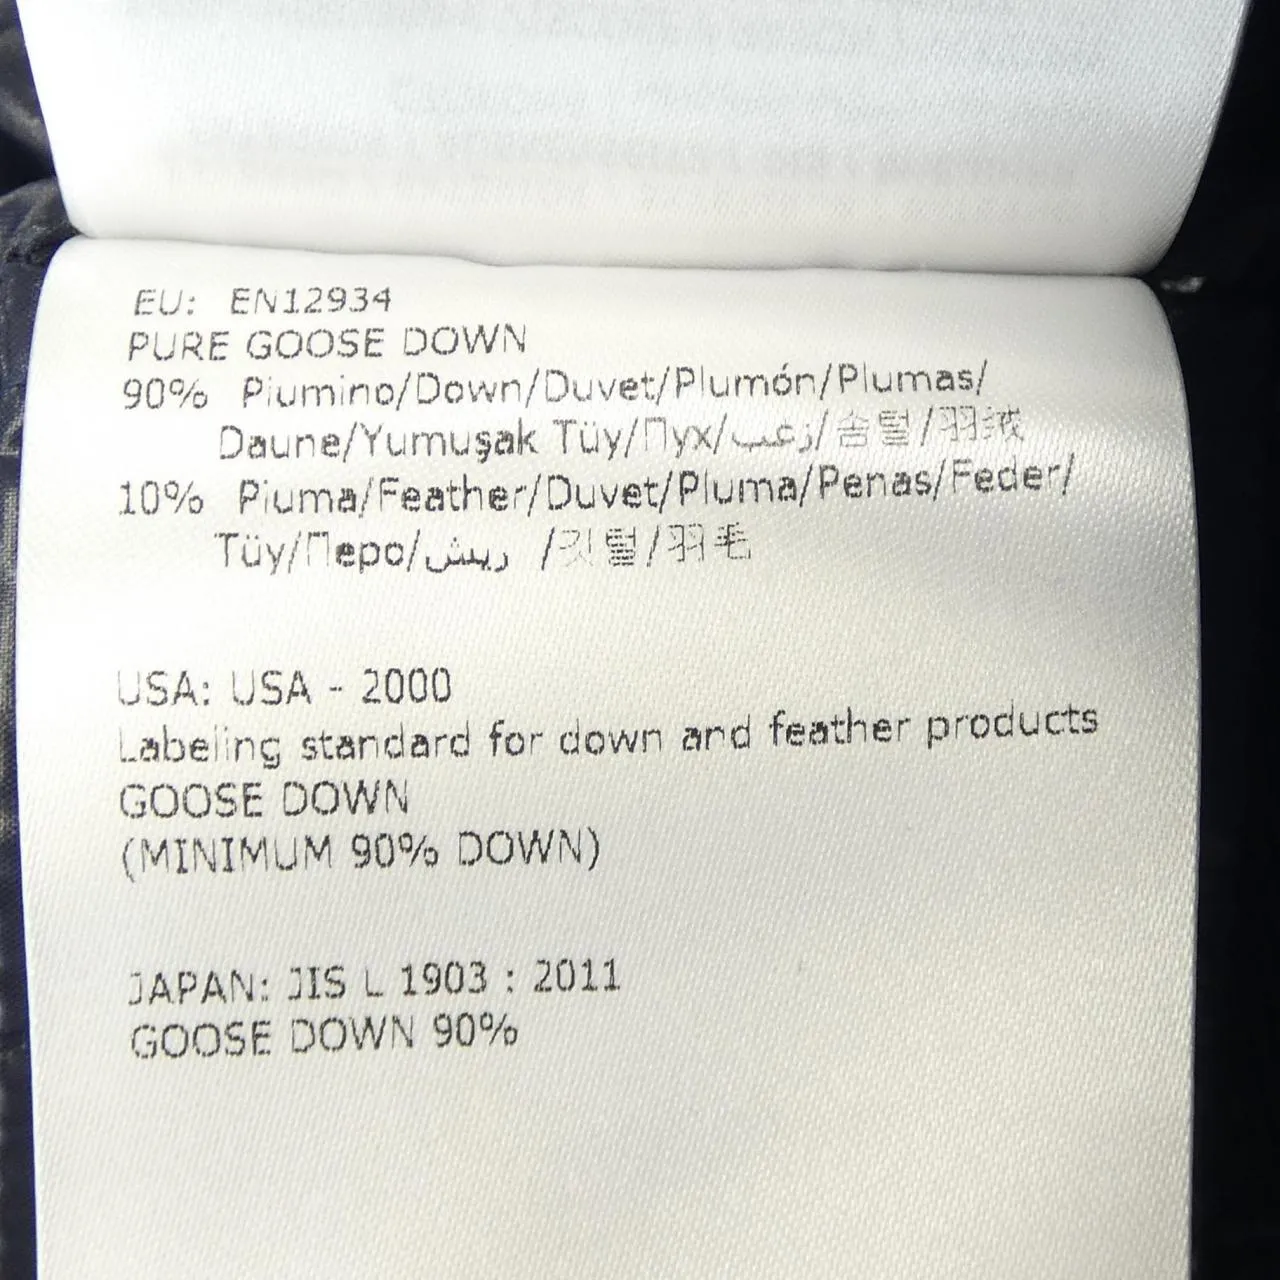 EU: EN12934
PURE GOOSE DOWN
90% Piumino/Down/Duvet/Plumón/Plumas/
Daune/Yumuşak Tüy/Пух/زغب/솜털/羽绒
10% Piuma/Feather/Duvet/Pluma/Penas/Feder/
Tüy/Перо/ريش /깃털/羽毛
USA: USA - 2000
Labeling standard for down and feather products
GOOSE DOWN
(MINIMUM 90% DOWN)
JAPAN: JIS L 1903 : 2011
GOOSE DOWN 90%